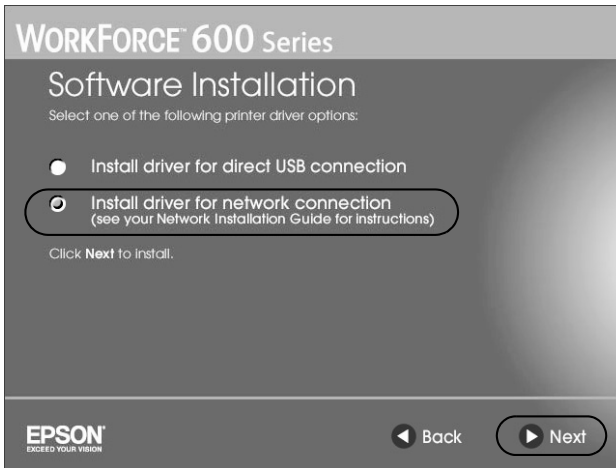 WORKFORCE™ 600 Series
Software Installation
Select one of the following printer driver options:
Install driver for direct USB connection
Install driver for network connection
(see your Network Installation Guide for instructions)
Click Next to install.
EPSON®
EXCEED YOUR VISION
Back
Next